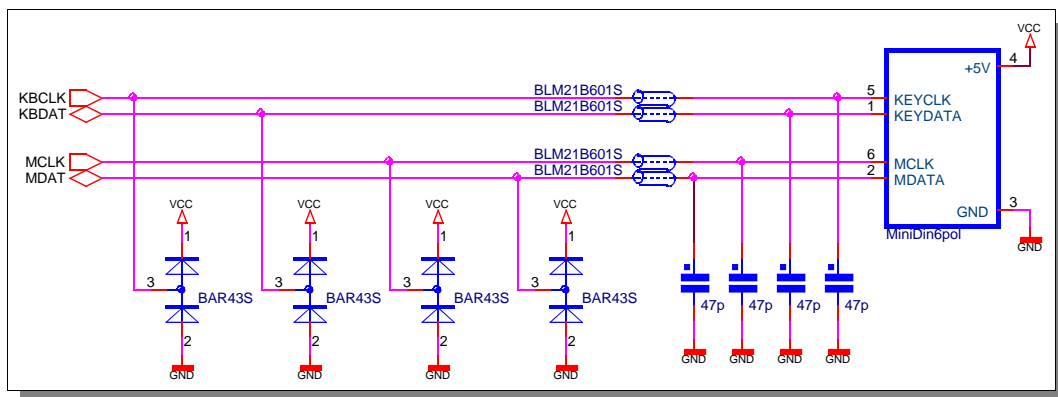 VCC
4
+5V
KBCLK
BLM21B601S
5
KEYCLK
KBDAT
BLM21B601S
1
KEYDATA
MCLK
BLM21B601S
6
MCLK
MDAT
BLM21B601S
2
MDATA
VCC
VCC
VCC
VCC
GND
3
MiniDin6pol
GND
1
1
1
1
3
BAR43S
3
BAR43S
3
BAR43S
3
BAR43S
47p
47p
47p
47p
2
2
2
2
GND
GND
GND
GND
GND
GND
GND
GND